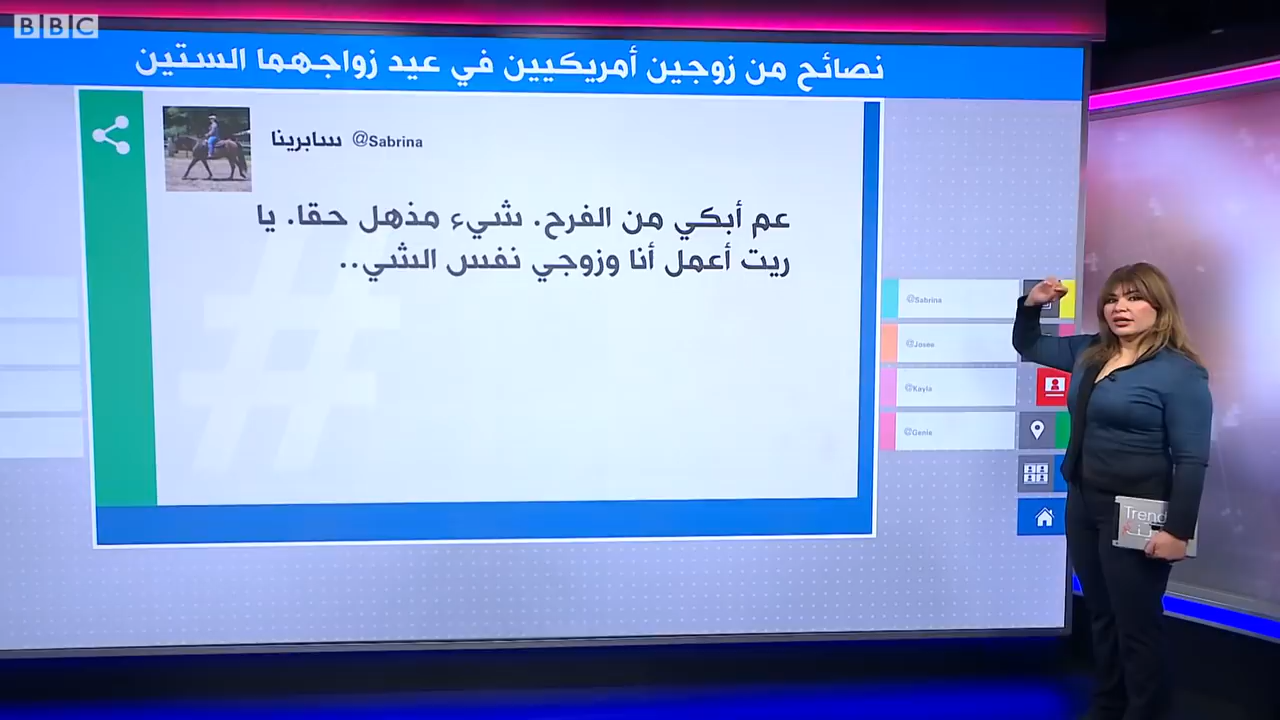 BBC
نصائح من زوجين أمريكيين في عيد زواجهما الستين
سابرينا @Sabrina
عم أبكي من الفرح. شيء مذهل حقا. يا
ريت أعمل أنا وزوجي نفس الشي..
@Sabrina
@Josee
@Kayla
@Genie
Trend